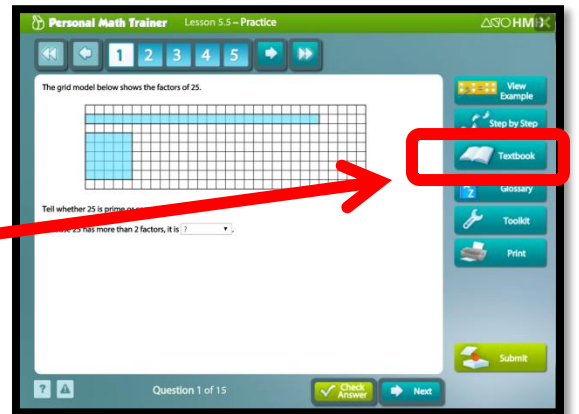 Personal Math Trainer Lesson 5.5 – Practice
HMH
1 2 3 4 5
The grid model below shows the factors of 25.
View
Example
Step by Step
Textbook
Glossary
Tell whether 25 is prime or
25 has more than 2 factors, it is ? .
Toolkit
Print
Submit
? Question 1 of 15 Check
Answer Next